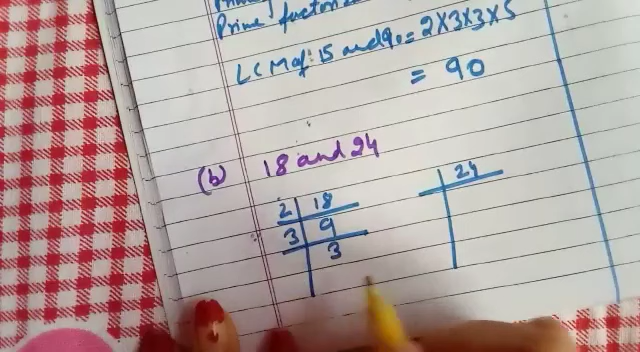 Prime factoriz
LCM of 15 and 90 = 2×3×3×5
= 90
(b) 18 and 24
2 18 24
3 9
3